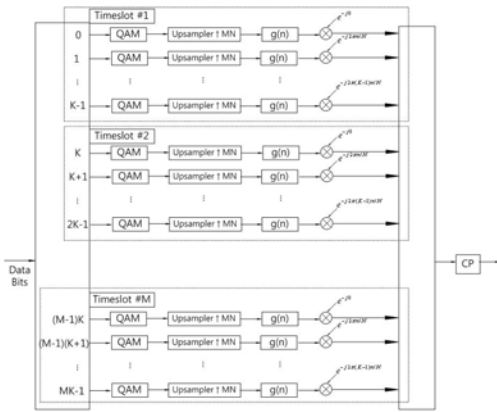 Timeslot #1
0 QAM Upsampler ↑ MN g(n)
1 QAM Upsampler ↑ MN g(n)
⋮ ⋮ ⋮ ⋮
K-1 QAM Upsampler ↑ MN g(n)
Timeslot #2
K QAM Upsampler ↑ MN g(n)
K+1 QAM Upsampler ↑ MN g(n)
⋮ ⋮ ⋮ ⋮
2K-1 QAM Upsampler ↑ MN g(n)
Data
Bits
CP
Timeslot #M
(M-1)K QAM Upsampler ↑ MN g(n)
(M-1)(K+1) QAM Upsampler ↑ MN g(n)
⋮ ⋮ ⋮ ⋮
MK-1 QAM Upsampler ↑ MN g(n)